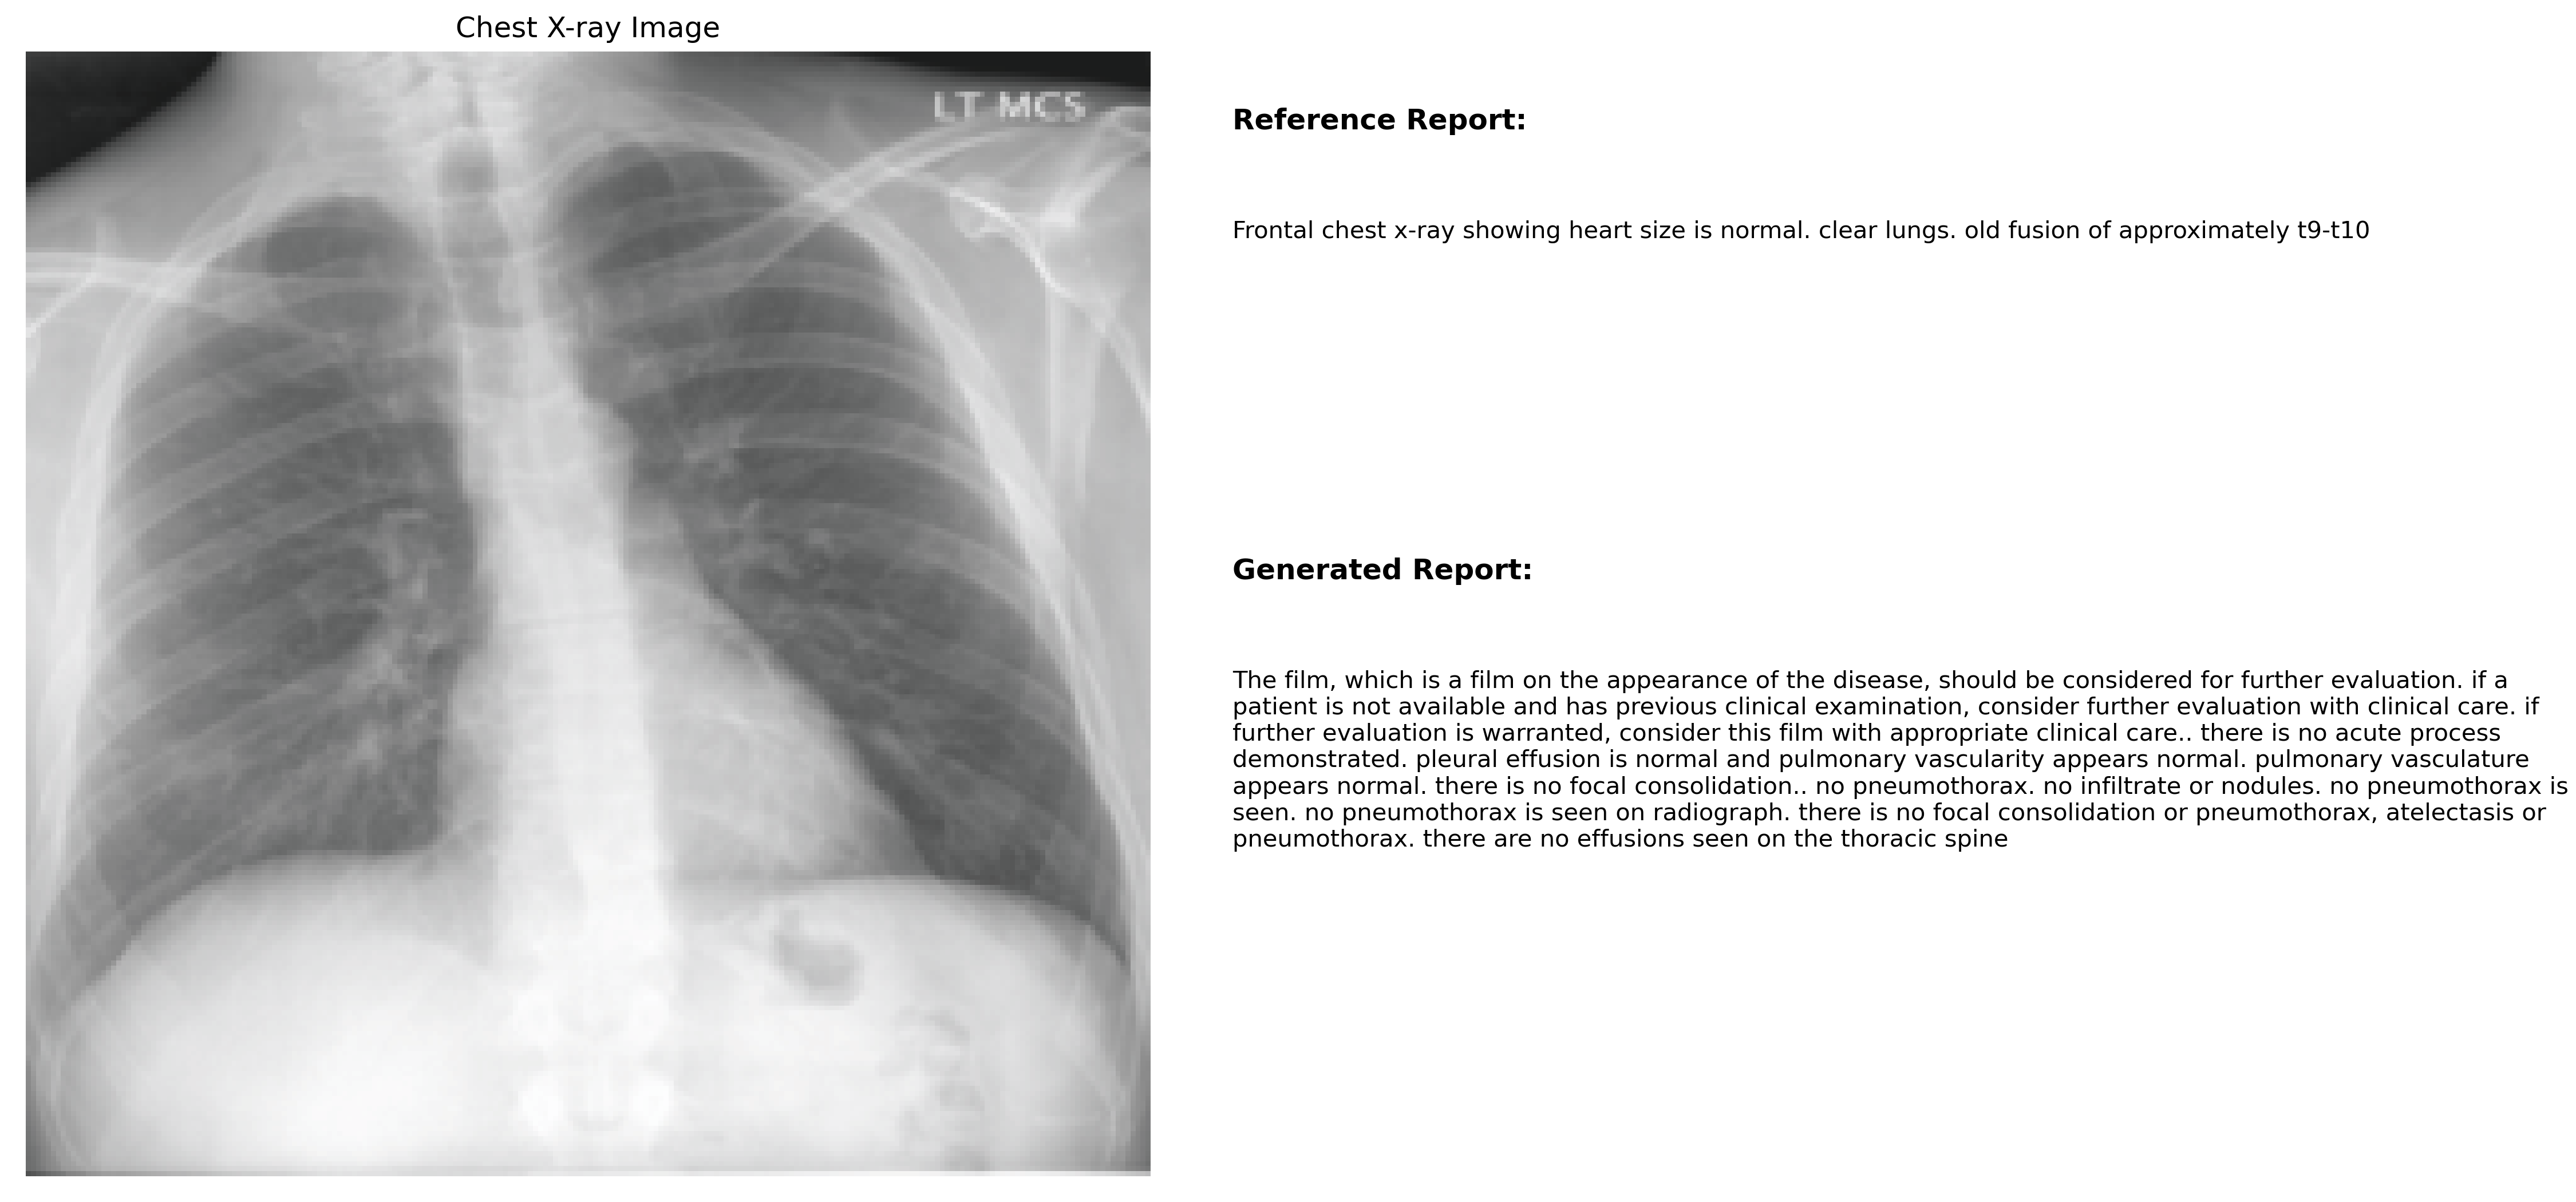 Chest X-ray Image
LT MCS
Reference Report:
Frontal chest x-ray showing heart size is normal. clear lungs. old fusion of approximately t9-t10
Generated Report:
The film, which is a film on the appearance of the disease, should be considered for further evaluation. if a
patient is not available and has previous clinical examination, consider further evaluation with clinical care. if
further evaluation is warranted, consider this film with appropriate clinical care.. there is no acute process
demonstrated. pleural effusion is normal and pulmonary vascularity appears normal. pulmonary vasculature
appears normal. there is no focal consolidation.. no pneumothorax. no infiltrate or nodules. no pneumothorax is
seen. no pneumothorax is seen on radiograph. there is no focal consolidation or pneumothorax, atelectasis or
pneumothorax. there are no effusions seen on the thoracic spine